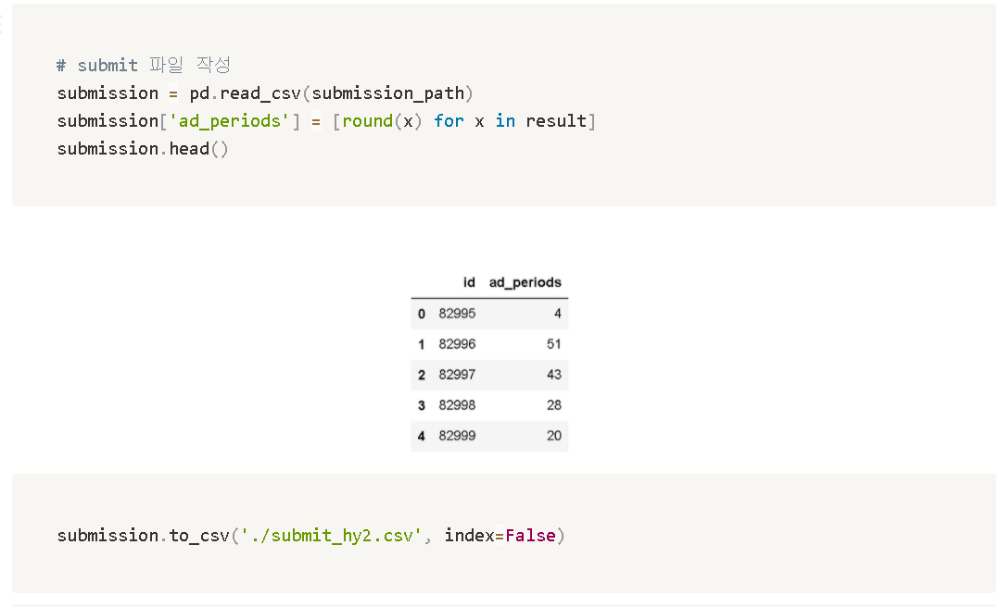 # submit 파일 작성
submission = pd.read_csv(submission_path)
submission['ad_periods'] = [round(x) for x in result]
submission.head()
id ad_periods
0 82995 4
1 82996 51
2 82997 43
3 82998 28
4 82999 20
submission.to_csv('./submit_hy2.csv', index=False)